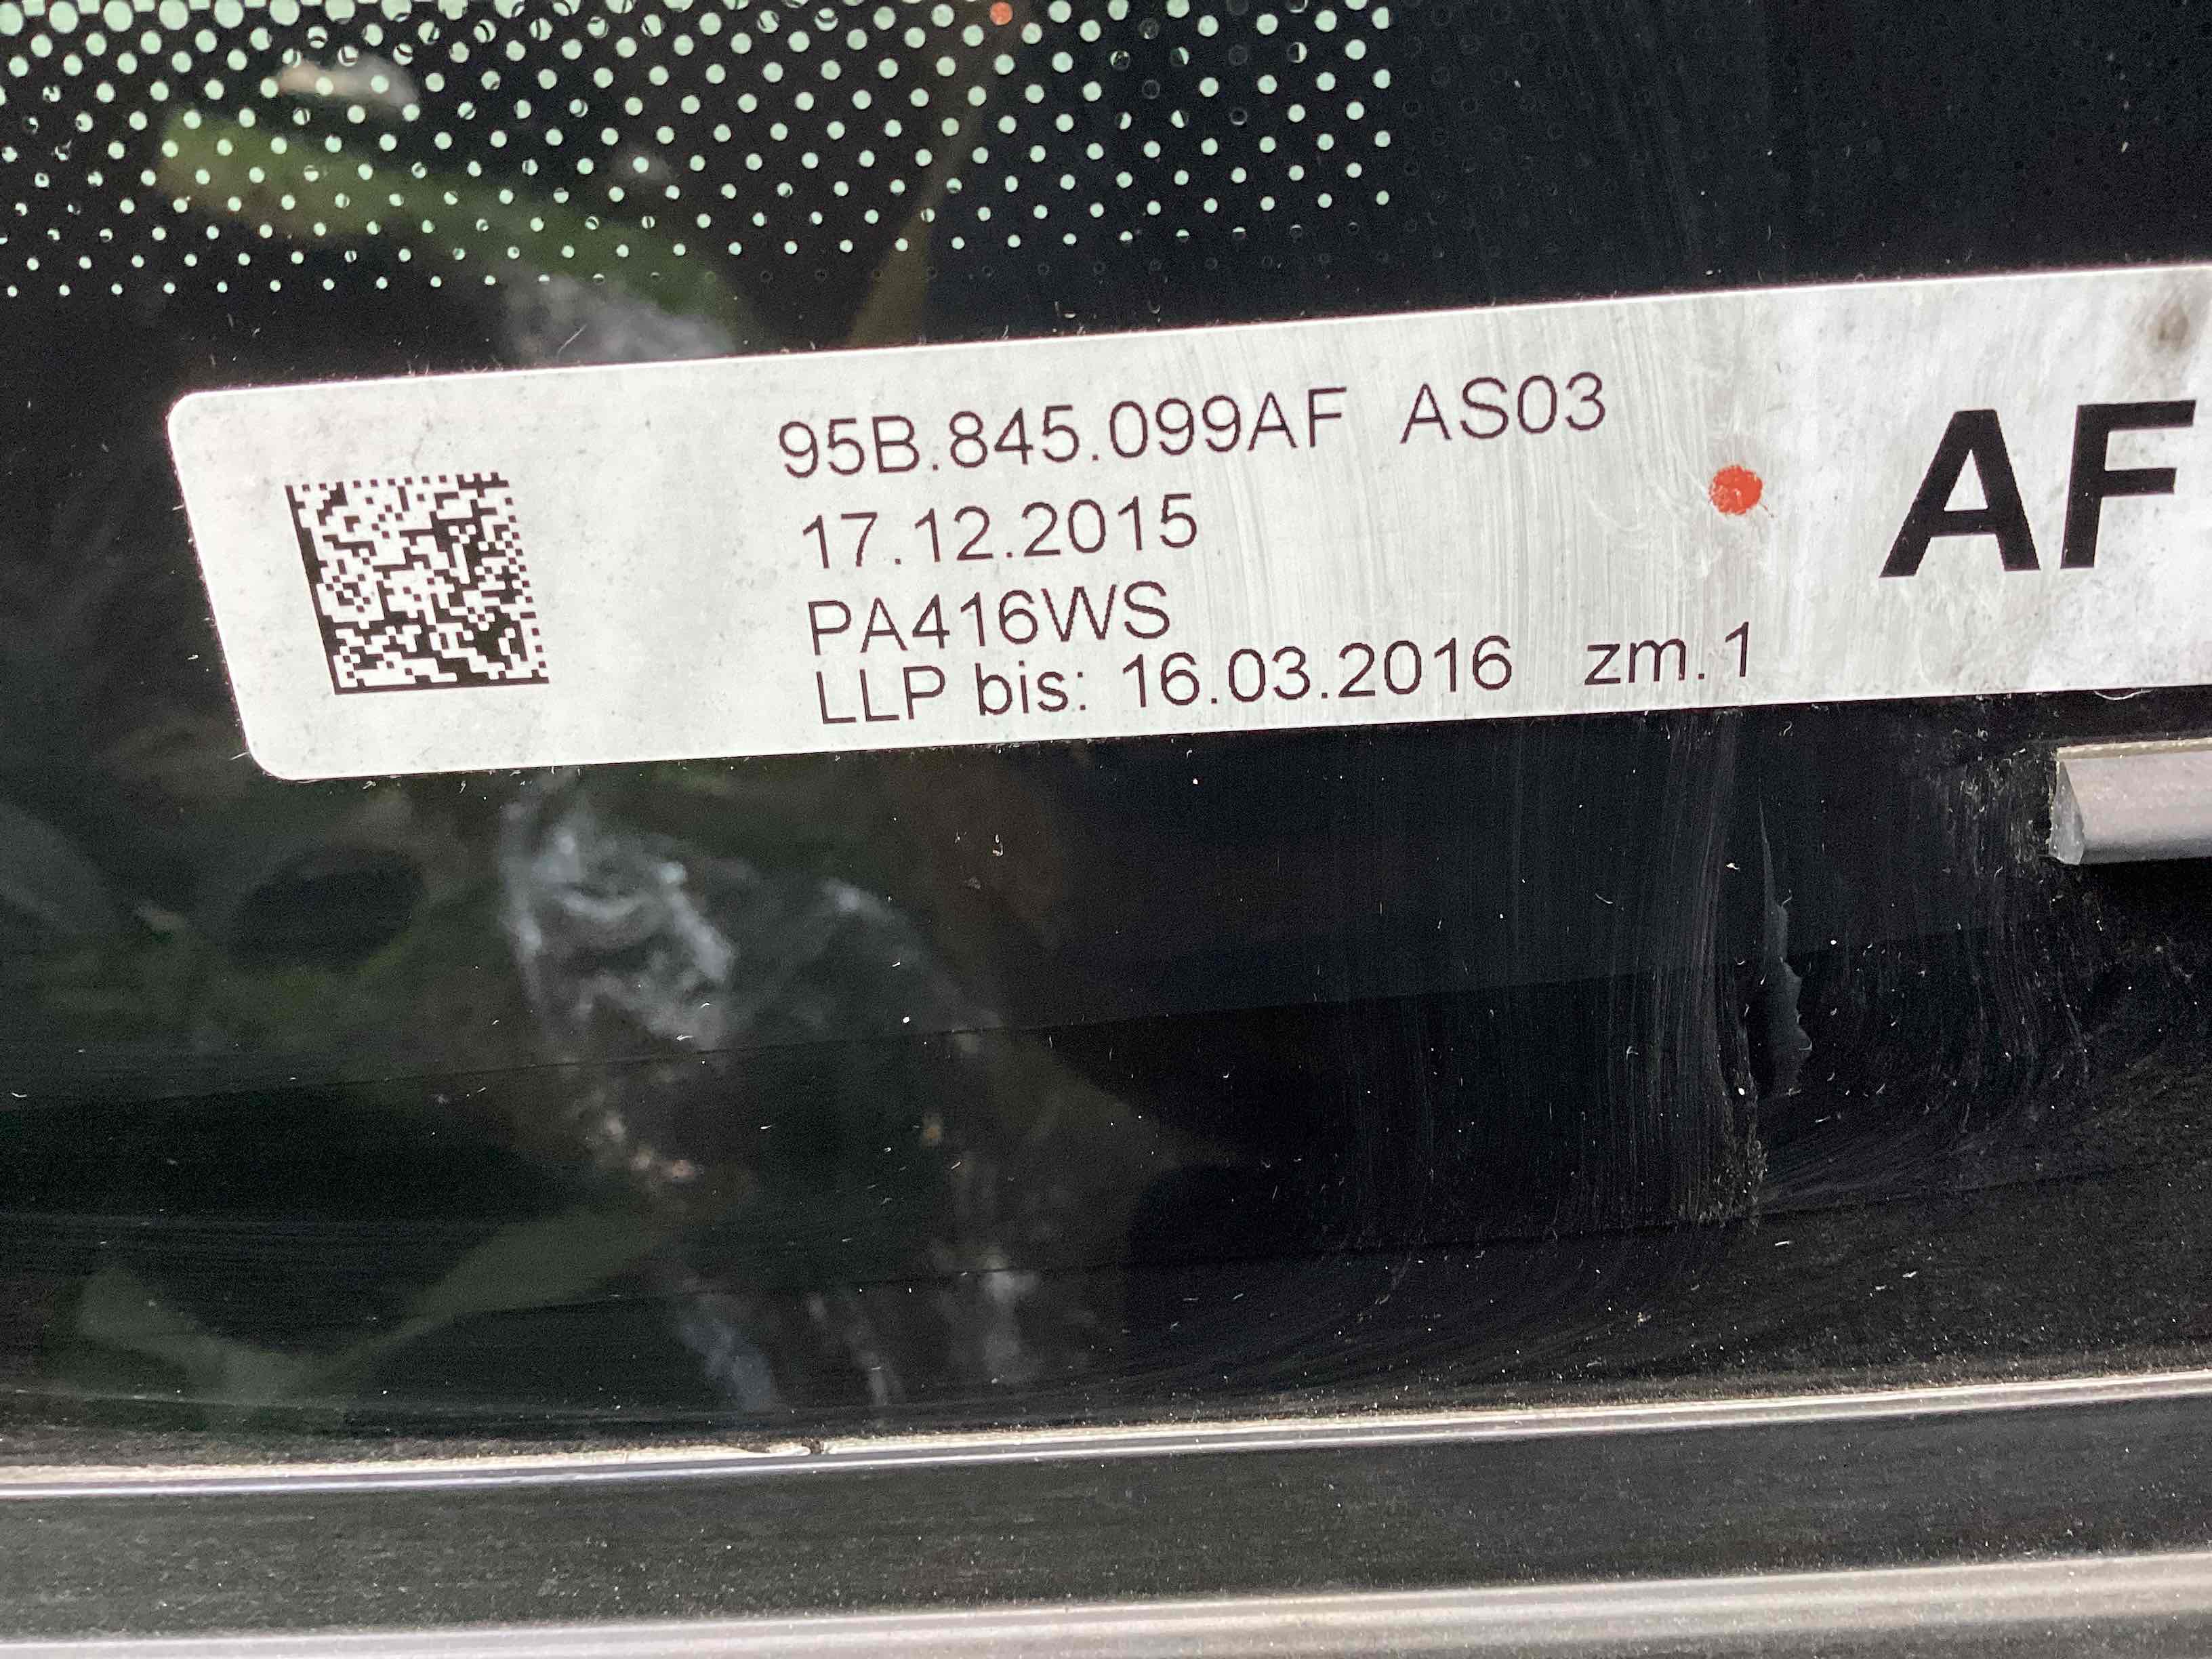 95B.845.099AF AS03
17.12.2015
PA416WS
LLP bis: 16.03.2016 zm.1
AF